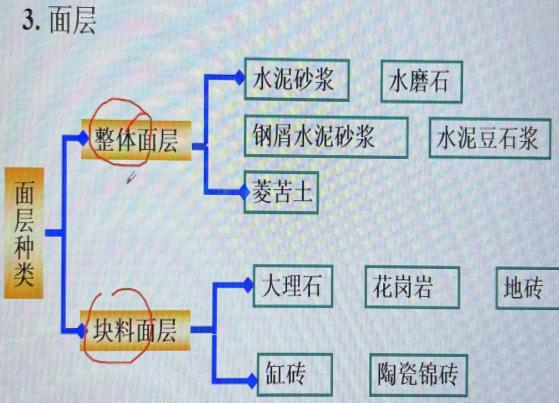 3. 面层
水泥砂浆 水磨石
整体面层
钢屑水泥砂浆 水泥豆石浆
菱苦土
面层种类
大理石 花岗岩 地砖
块料面层
缸砖 陶瓷锦砖